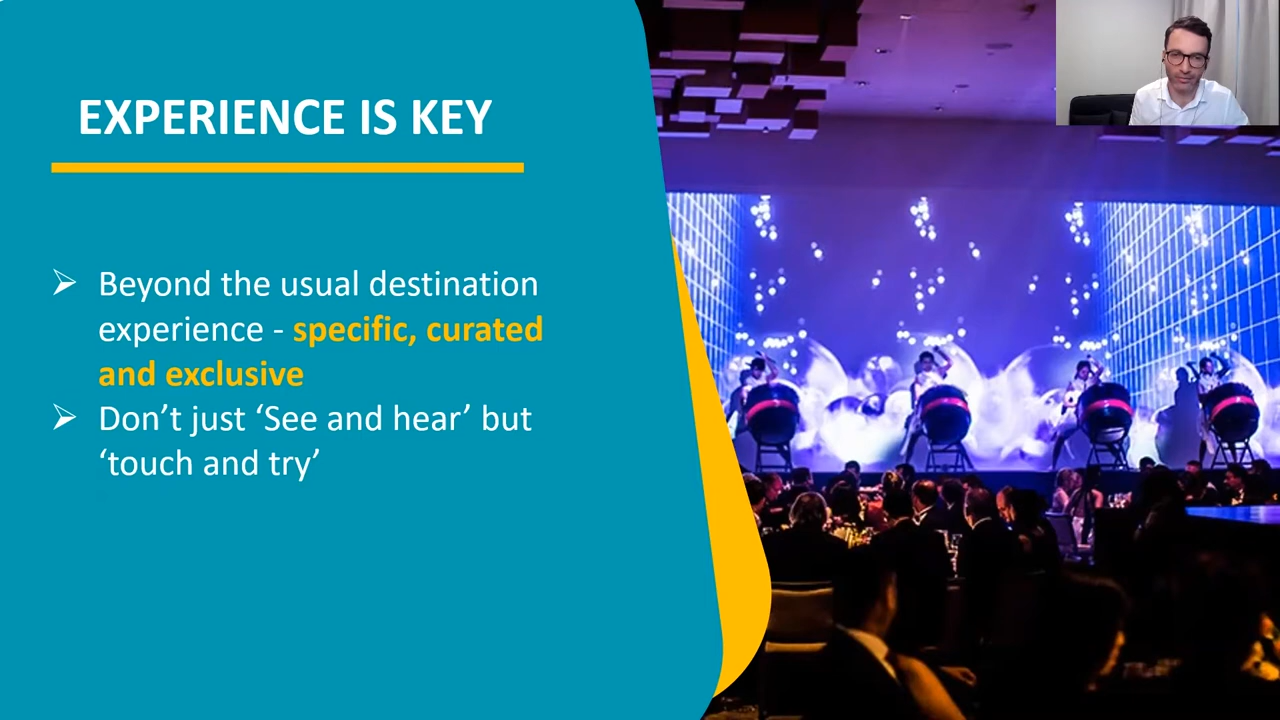 EXPERIENCE IS KEY
Beyond the usual destination
experience - specific, curated
and exclusive
Don’t just ‘See and hear’ but
‘touch and try’